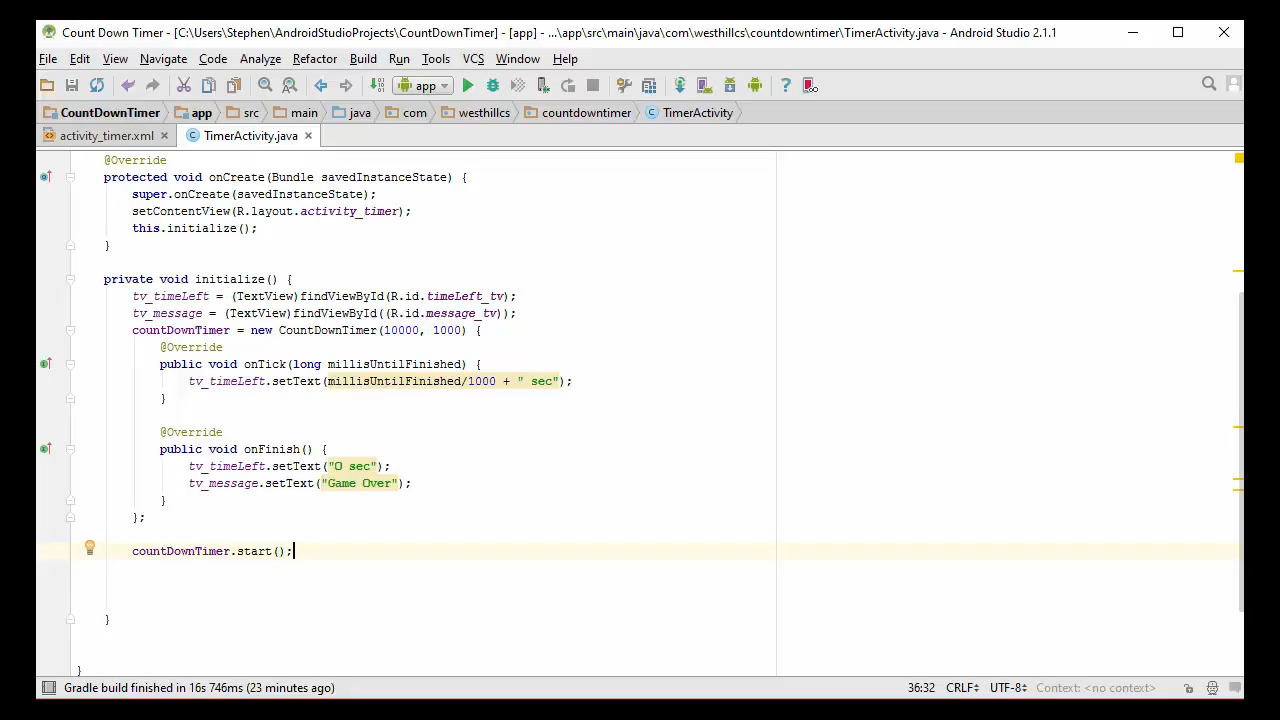 Count Down Timer - [C:\Users\Stephen\AndroidStudioProjects\CountDownTimer] - [app] - ...\app\src\main\java\com\westhillcs\countdowntimer\TimerActivity.java - Android Studio 2.1.1
File Edit View Navigate Code Analyze Refactor Build Run Tools VCS Window Help
app
CountDownTimer app src main java com westhillcs countdowntimer TimerActivity
activity_timer.xml TimerActivity.java
@Override
protected void onCreate(Bundle savedInstanceState) {
super.onCreate(savedInstanceState);
setContentView(R.layout.activity_timer);
this.initialize();
}
private void initialize() {
tv_timeLeft = (TextView)findViewById(R.id.timeLeft_tv);
tv_message = (TextView)findViewById((R.id.message_tv));
countDownTimer = new CountDownTimer(10000, 1000) {
@Override
public void onTick(long millisUntilFinished) {
tv_timeLeft.setText(millisUntilFinished/1000 + " sec");
}
@Override
public void onFinish() {
tv_timeLeft.setText("O sec");
tv_message.setText("Game Over");
}
};
countDownTimer.start();
}
}
Gradle build finished in 16s 746ms (23 minutes ago) 36:32 CRLF UTF-8 Context: <no context>